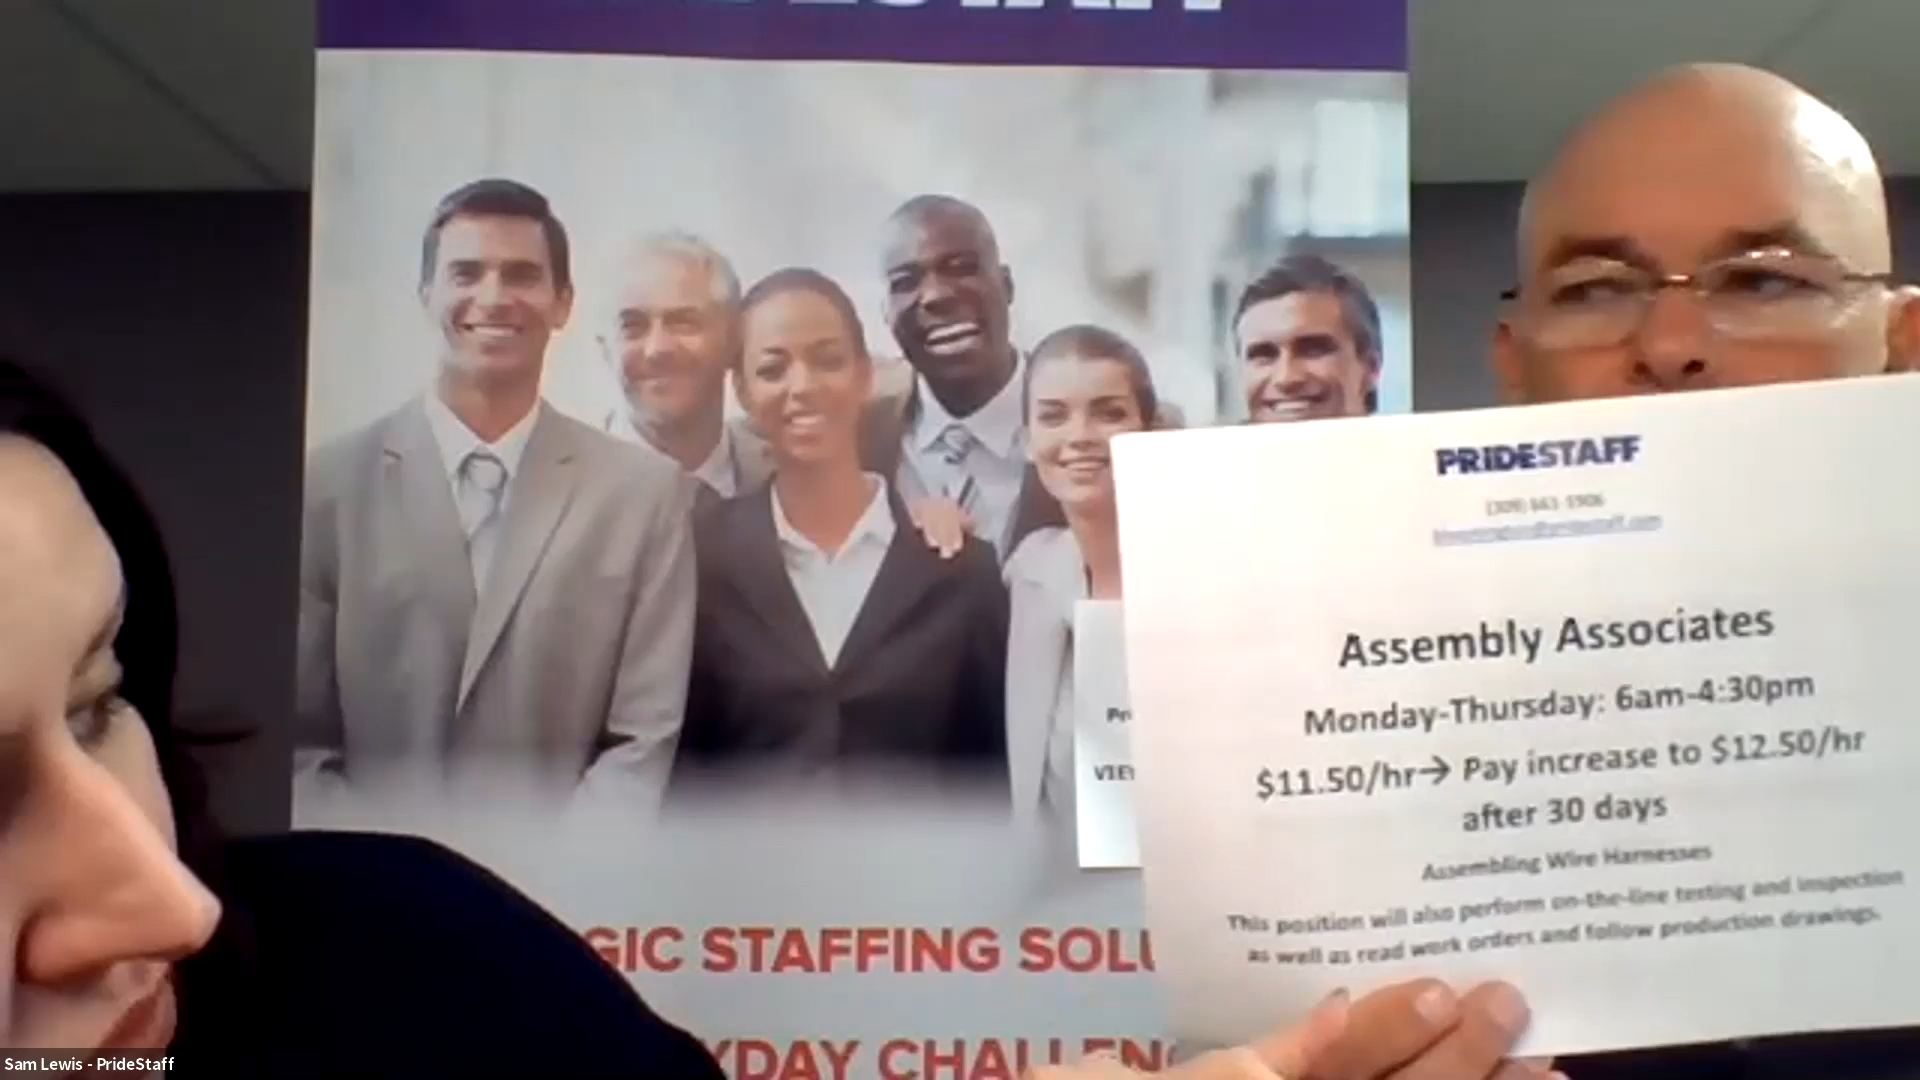 PRIDESTAFF
Assembly Associates
Monday-Thursday: 6am-4:30pm
$11.50/hr→ Pay increase to $12.50/hr
after 30 days
Assembling Wire Harnesses
This position will also perform on-the-line testing and inspection
as well as read work orders and follow production drawings.
GIC STAFFING SOLU
YDAY CHALLENG
Sam Lewis - PrideStaff